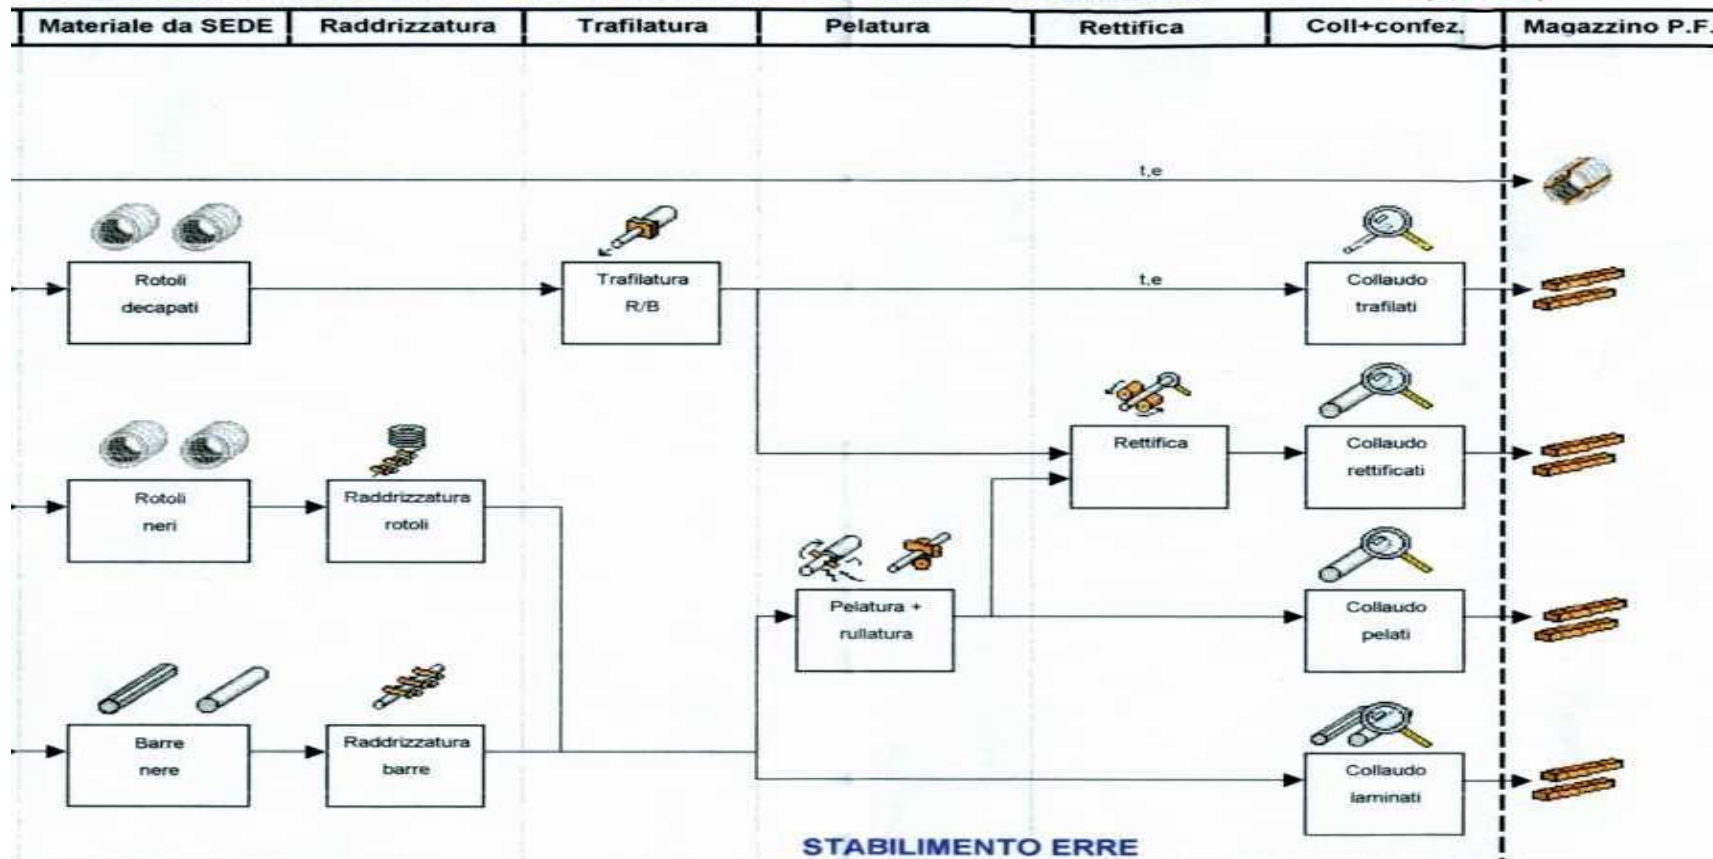 Materiale da SEDE Raddrizzatura Trafilatura Pelatura Rettifica Coll+confez. Magazzino P.F.
t,e
Rotoli
decapati
Trafilatura
R/B
t,e
Collaudo
trafilati
Rotoli
neri
Raddrizzatura
rotoli
Rettifica
Collaudo
rettificati
Pelatura +
rullatura
Collaudo
pelati
Barre
nere
Raddrizzatura
barre
Collaudo
laminati
STABILIMENTO ERRE